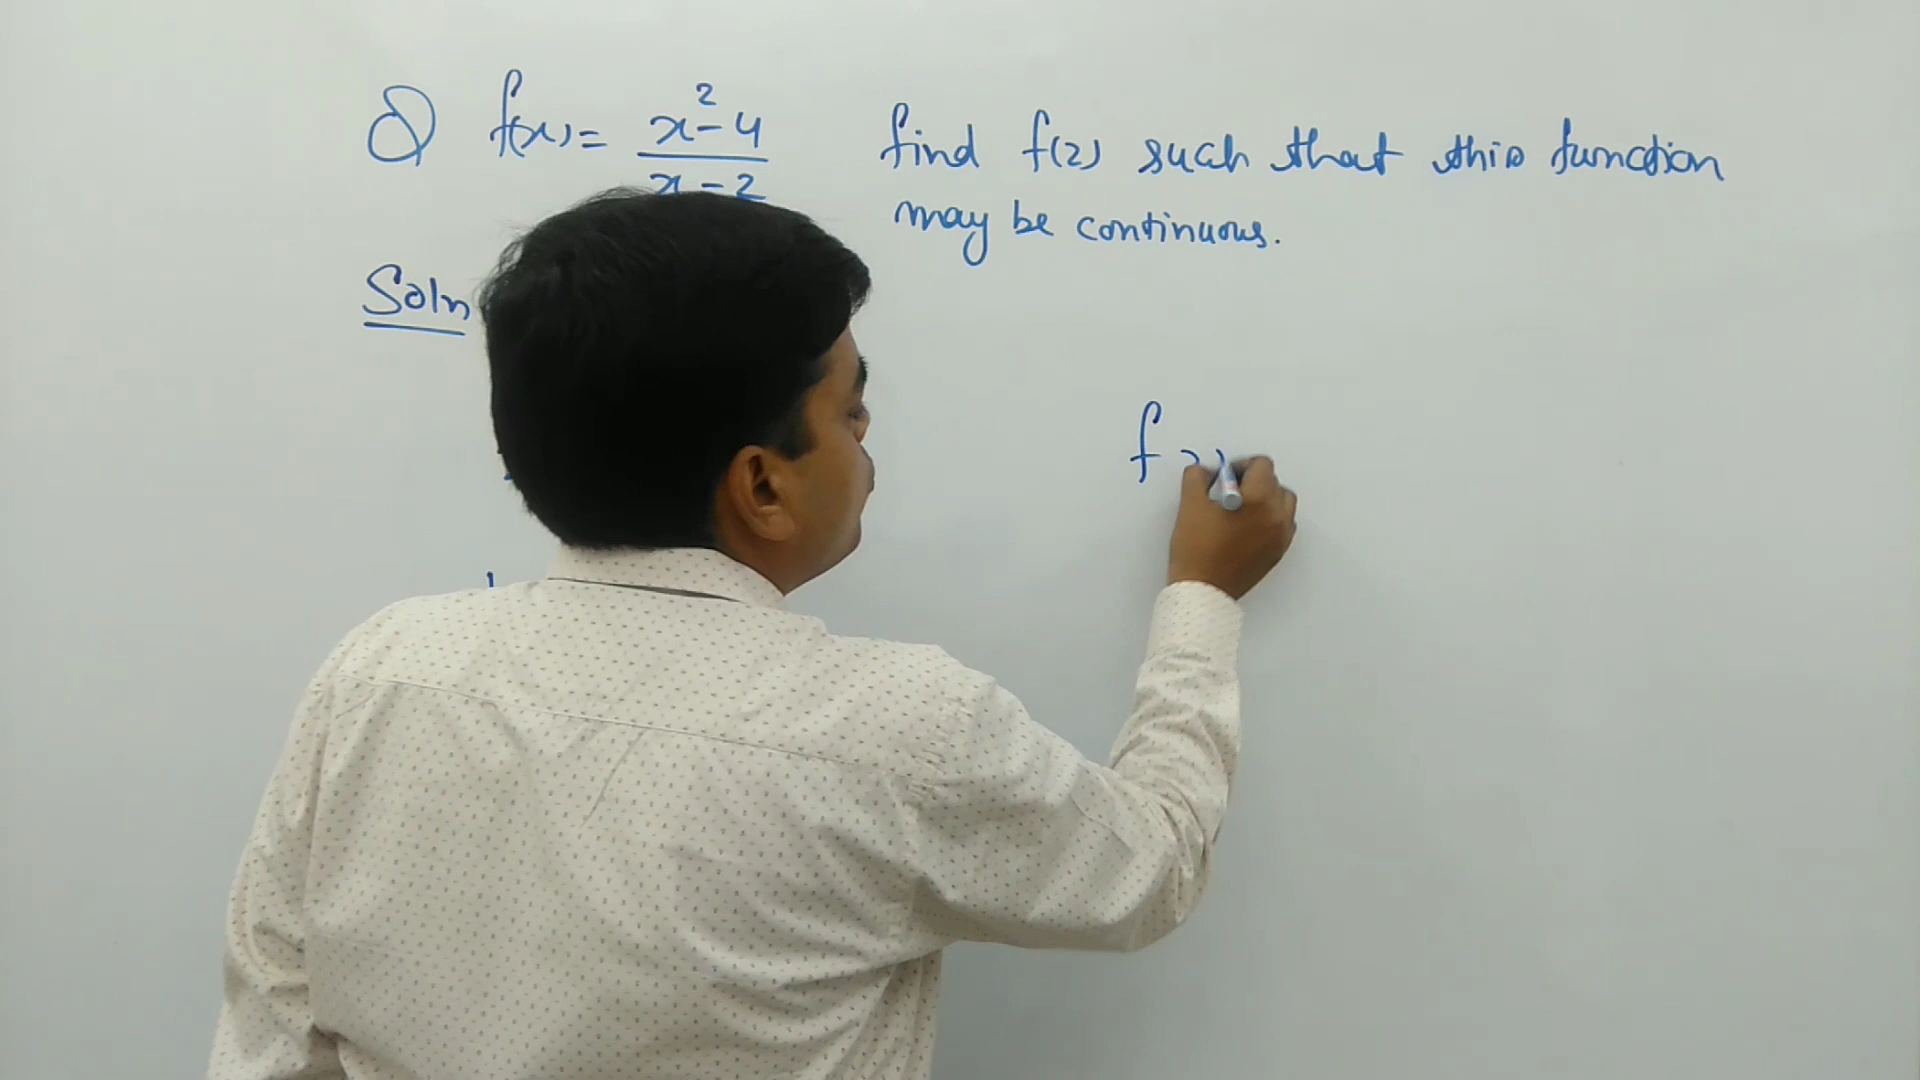 Q f(x) = x²-4 / x-2 find f(2) such that this function
may be continuous.
Soln
f